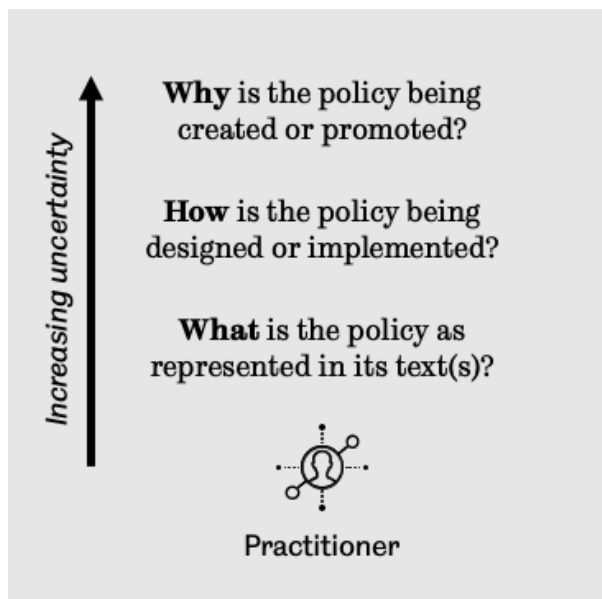 Increasing uncertainty
Why is the policy being
created or promoted?
How is the policy being
designed or implemented?
What is the policy as
represented in its text(s)?
Practitioner